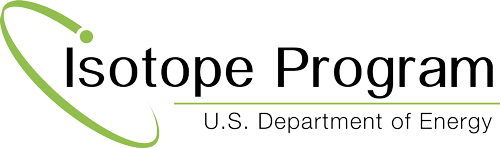 Isotope Program
U.S. Department of Energy